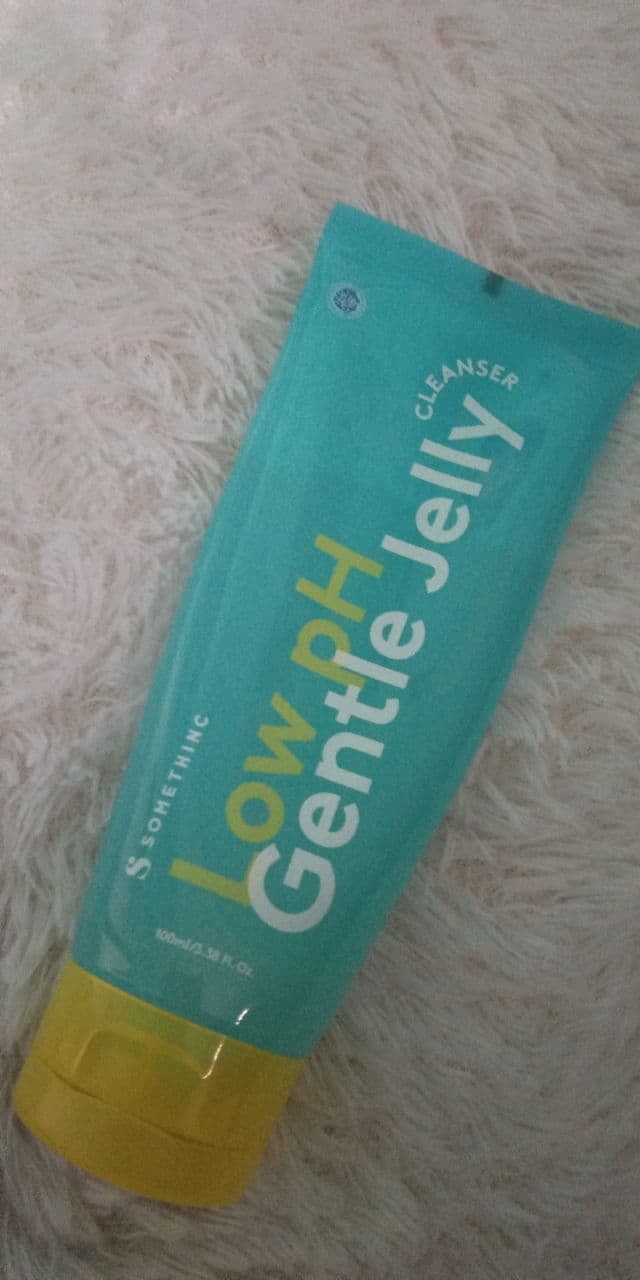 SOMETHINC
Low pH
Gentle Jelly
CLEANSER
100ml/3.38 Fl. Oz.